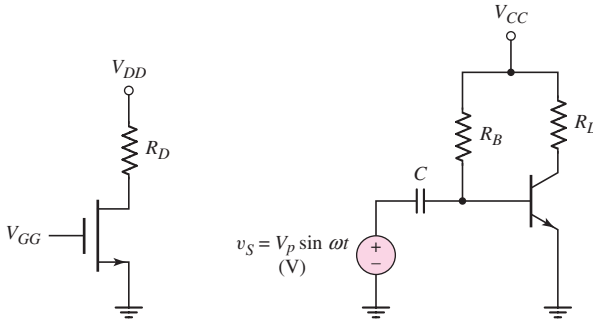 V_DD
R_D
V_GG
V_CC
R_B
R_L
C
v_S = V_p sin ωt
(V)
+
−